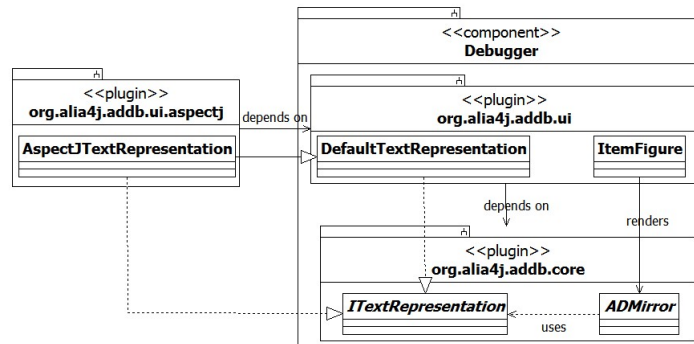 <<component>>
Debugger
<<plugin>>
org.alia4j.addb.ui.aspectj
depends on
<<plugin>>
org.alia4j.addb.ui
AspectJTextRepresentation
DefaultTextRepresentation
ItemFigure
depends on
renders
<<plugin>>
org.alia4j.addb.core
ITextRepresentation
ADMirror
uses